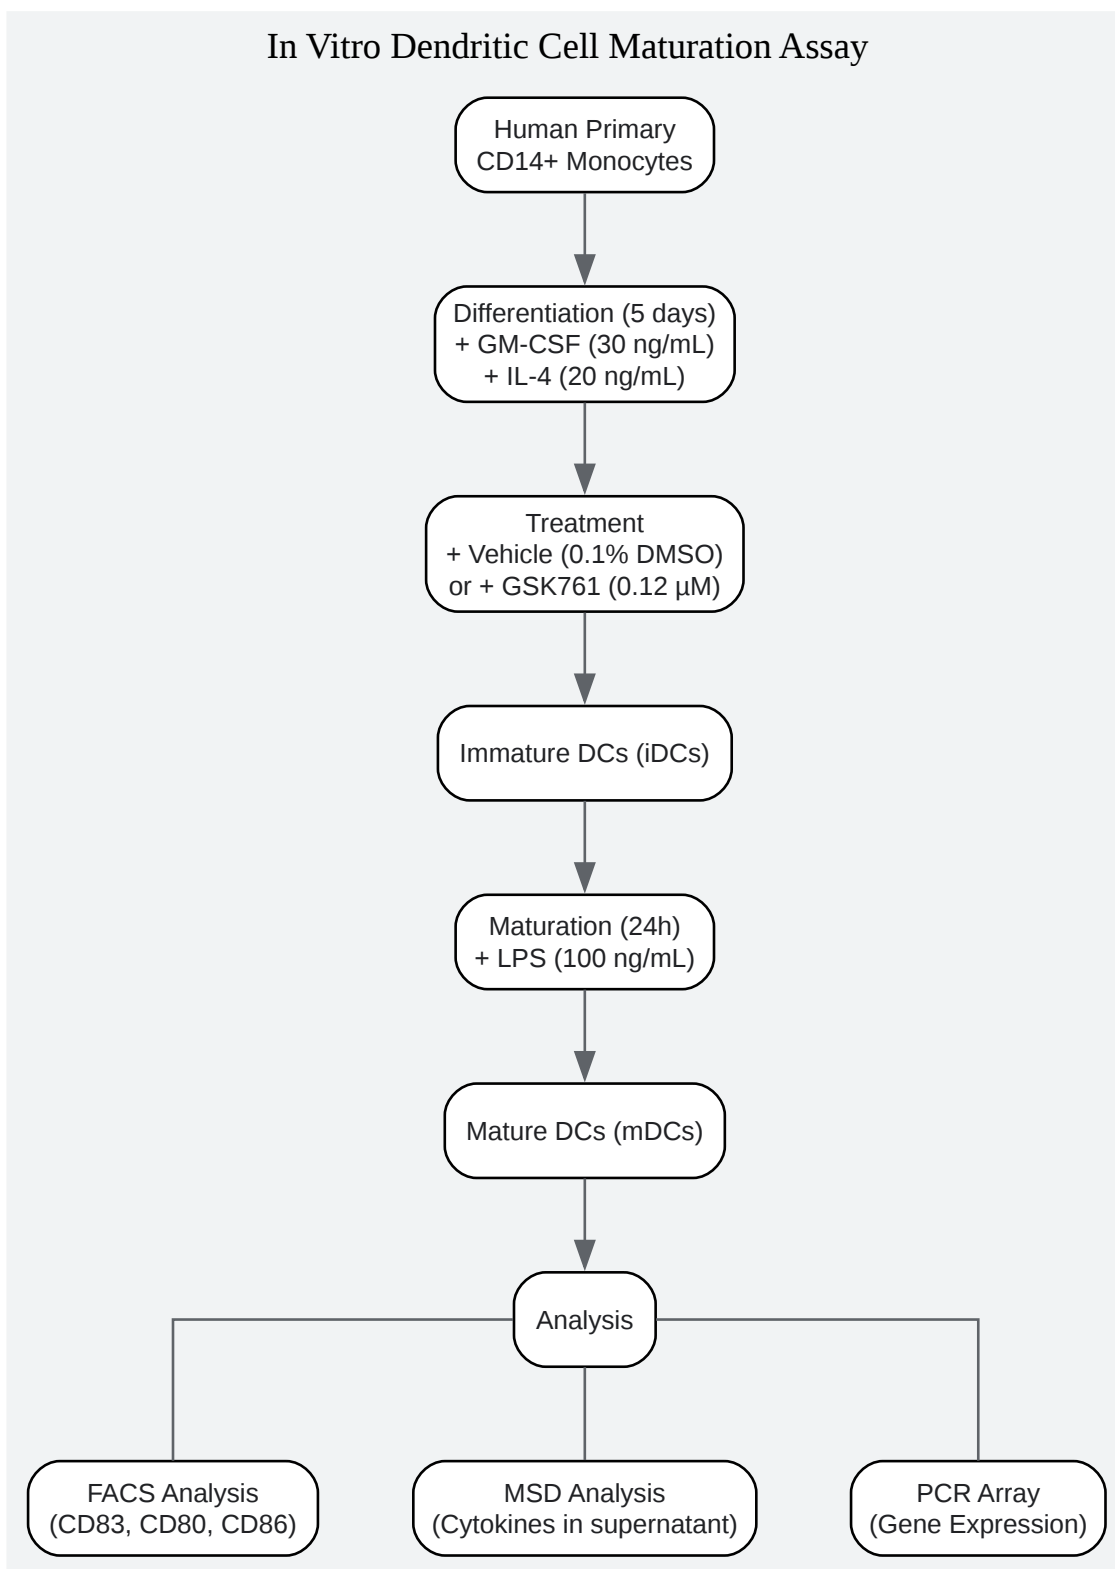 In Vitro Dendritic Cell Maturation Assay
Human Primary
CD14+ Monocytes
Differentiation (5 days)
+ GM-CSF (30 ng/mL)
+ IL-4 (20 ng/mL)
Treatment
+ Vehicle (0.1% DMSO)
or + GSK761 (0.12 µM)
Immature DCs (iDCs)
Maturation (24h)
+ LPS (100 ng/mL)
Mature DCs (mDCs)
Analysis
FACS Analysis
(CD83, CD80, CD86)
MSD Analysis
(Cytokines in supernatant)
PCR Array
(Gene Expression)